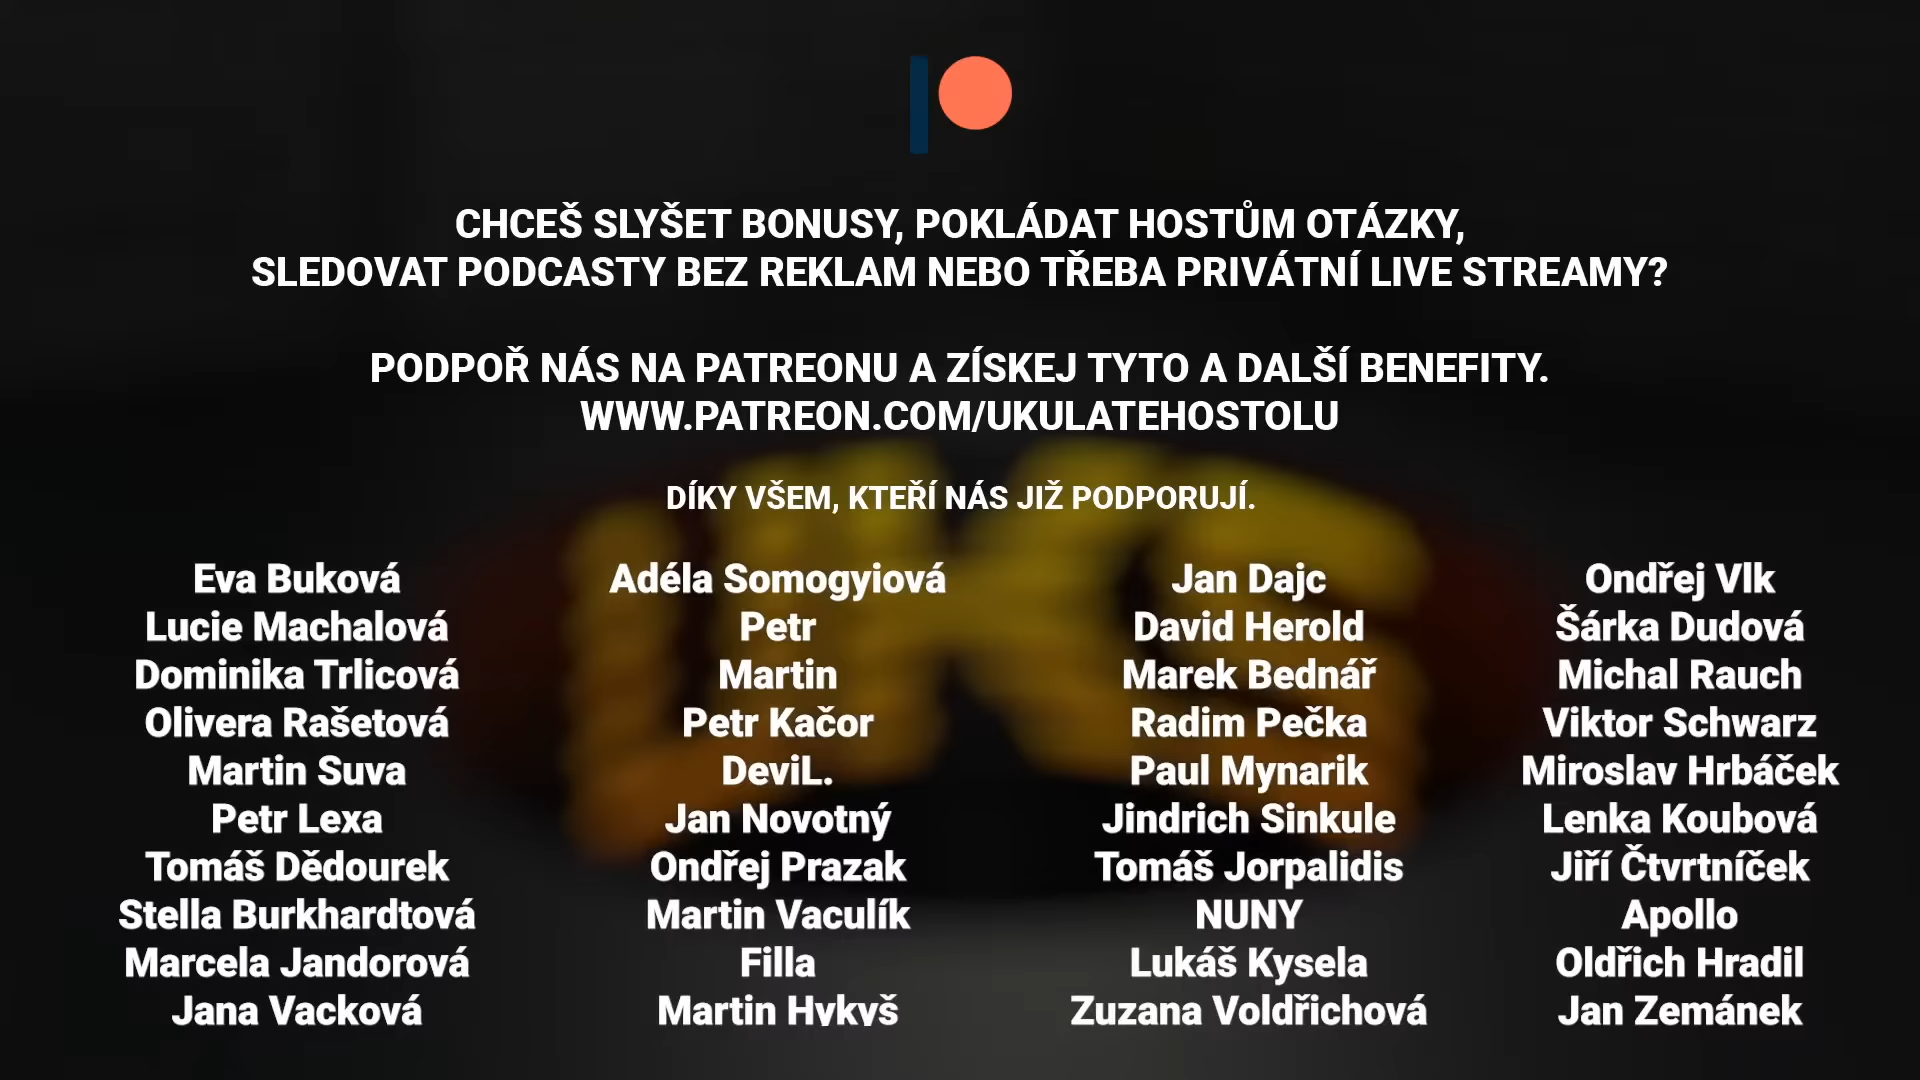 CHCEŠ SLYŠET BONUSY, POKLÁDAT HOSTŮM OTÁZKY,
SLEDOVAT PODCASTY BEZ REKLAM NEBO TŘEBA PRIVÁTNÍ LIVE STREAMY?
PODPOŘ NÁS NA PATREONU A ZÍSKEJ TYTO A DALŠÍ BENEFITY.
WWW.PATREON.COM/UKULATEHOSTOLU
DÍKY VŠEM, KTEŘÍ NÁS JIŽ PODPORUJÍ.
Eva Buková
Lucie Machalová
Dominika Trlicová
Olivera Rašetová
Martin Suva
Petr Lexa
Tomáš Dědourek
Stella Burkhardtová
Marcela Jandorová
Jana Vacková
Adéla Somogyiová
Petr
Martin
Petr Kačor
DeviL.
Jan Novotný
Ondřej Prazak
Martin Vaculík
Filla
Martin Hykyš
Jan Dajc
David Herold
Marek Bednář
Radim Pečka
Paul Mynarik
Jindrich Sinkule
Tomáš Jorpalidis
NUNY
Lukáš Kysela
Zuzana Voldřichová
Ondřej Vlk
Šárka Dudová
Michal Rauch
Viktor Schwarz
Miroslav Hrbáček
Lenka Koubová
Jiří Čtvrtníček
Apollo
Oldřich Hradil
Jan Zemánek